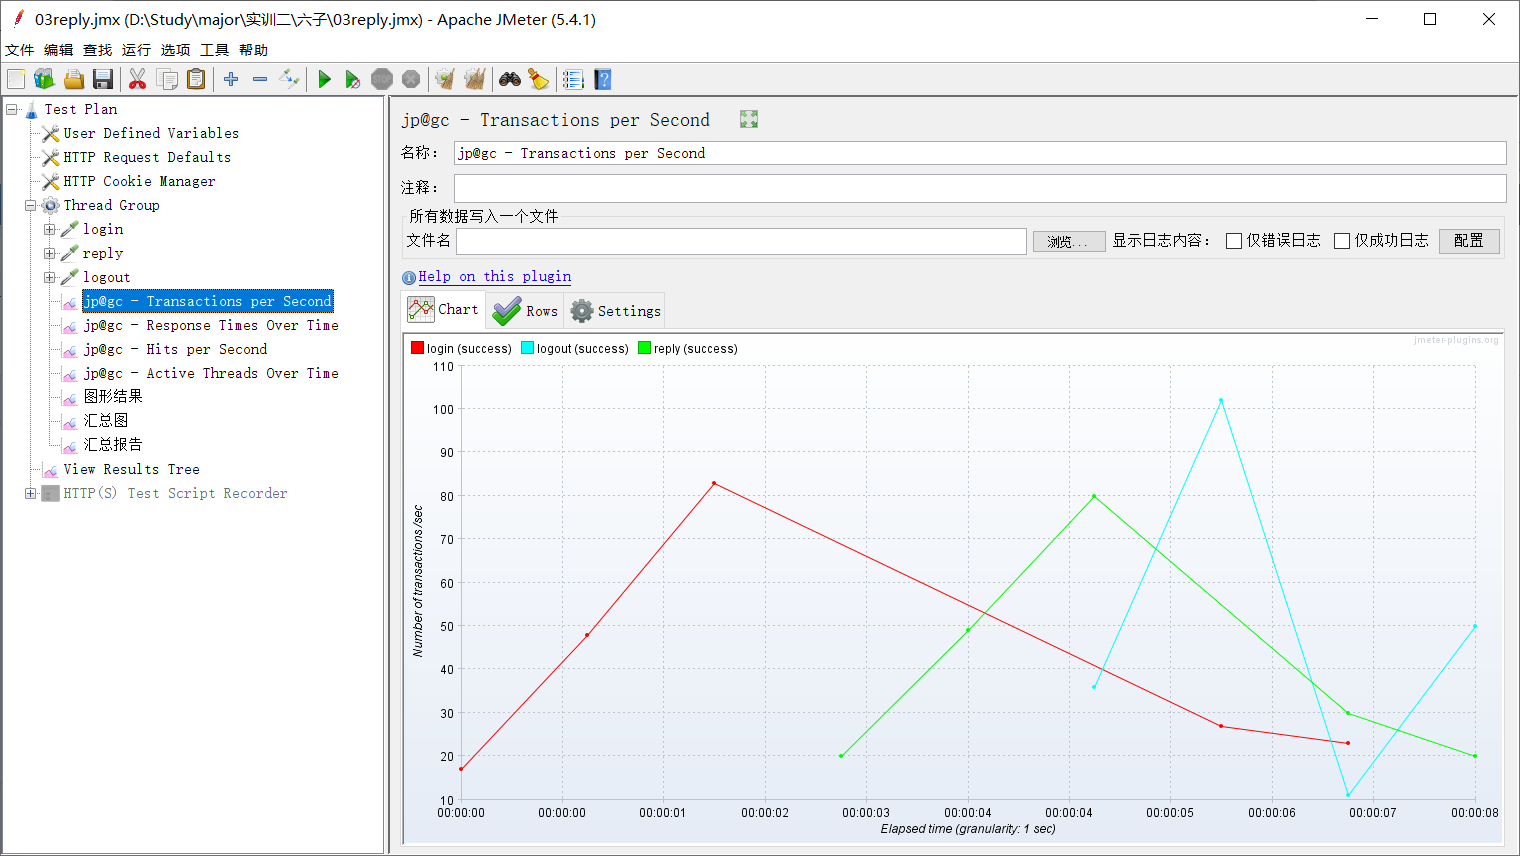 03reply.jmx (D:\Study\major\实训二\六子\03reply.jmx) - Apache JMeter (5.4.1)
文件 编辑 查找 运行 选项 工具 帮助
STOP
Test Plan
User Defined Variables
HTTP Request Defaults
HTTP Cookie Manager
Thread Group
login
reply
logout
jp@gc - Transactions per Second
jp@gc - Response Times Over Time
jp@gc - Hits per Second
jp@gc - Active Threads Over Time
图形结果
汇总图
汇总报告
View Results Tree
HTTP(S) Test Script Recorder
jp@gc - Transactions per Second
名称： jp@gc - Transactions per Second
注释：
所有数据写入一个文件
文件名 浏览... 显示日志内容： 仅错误日志 仅成功日志 配置
Help on this plugin
Chart Rows Settings
jmeter-plugins.org
login (success) logout (success) reply (success)
110
100
90
80
70
60
50
40
30
20
10
Number of transactions /sec
00:00:00 00:00:00 00:00:01 00:00:02 00:00:03 00:00:04 00:00:04 00:00:05 00:00:06 00:00:07 00:00:08
Elapsed time (granularity: 1 sec)